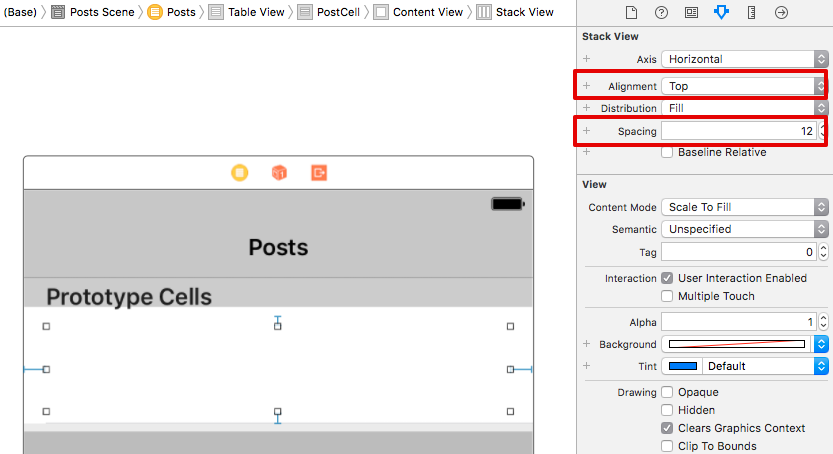 (Base) Posts Scene Posts Table View PostCell Content View Stack View
Posts
Prototype Cells
Stack View
Axis Horizontal
Alignment Top
Distribution Fill
Spacing 12
Baseline Relative
View
Content Mode Scale To Fill
Semantic Unspecified
Tag 0
Interaction User Interaction Enabled
Multiple Touch
Alpha 1
Background
Tint Default
Drawing Opaque
Hidden
Clears Graphics Context
Clip To Bounds